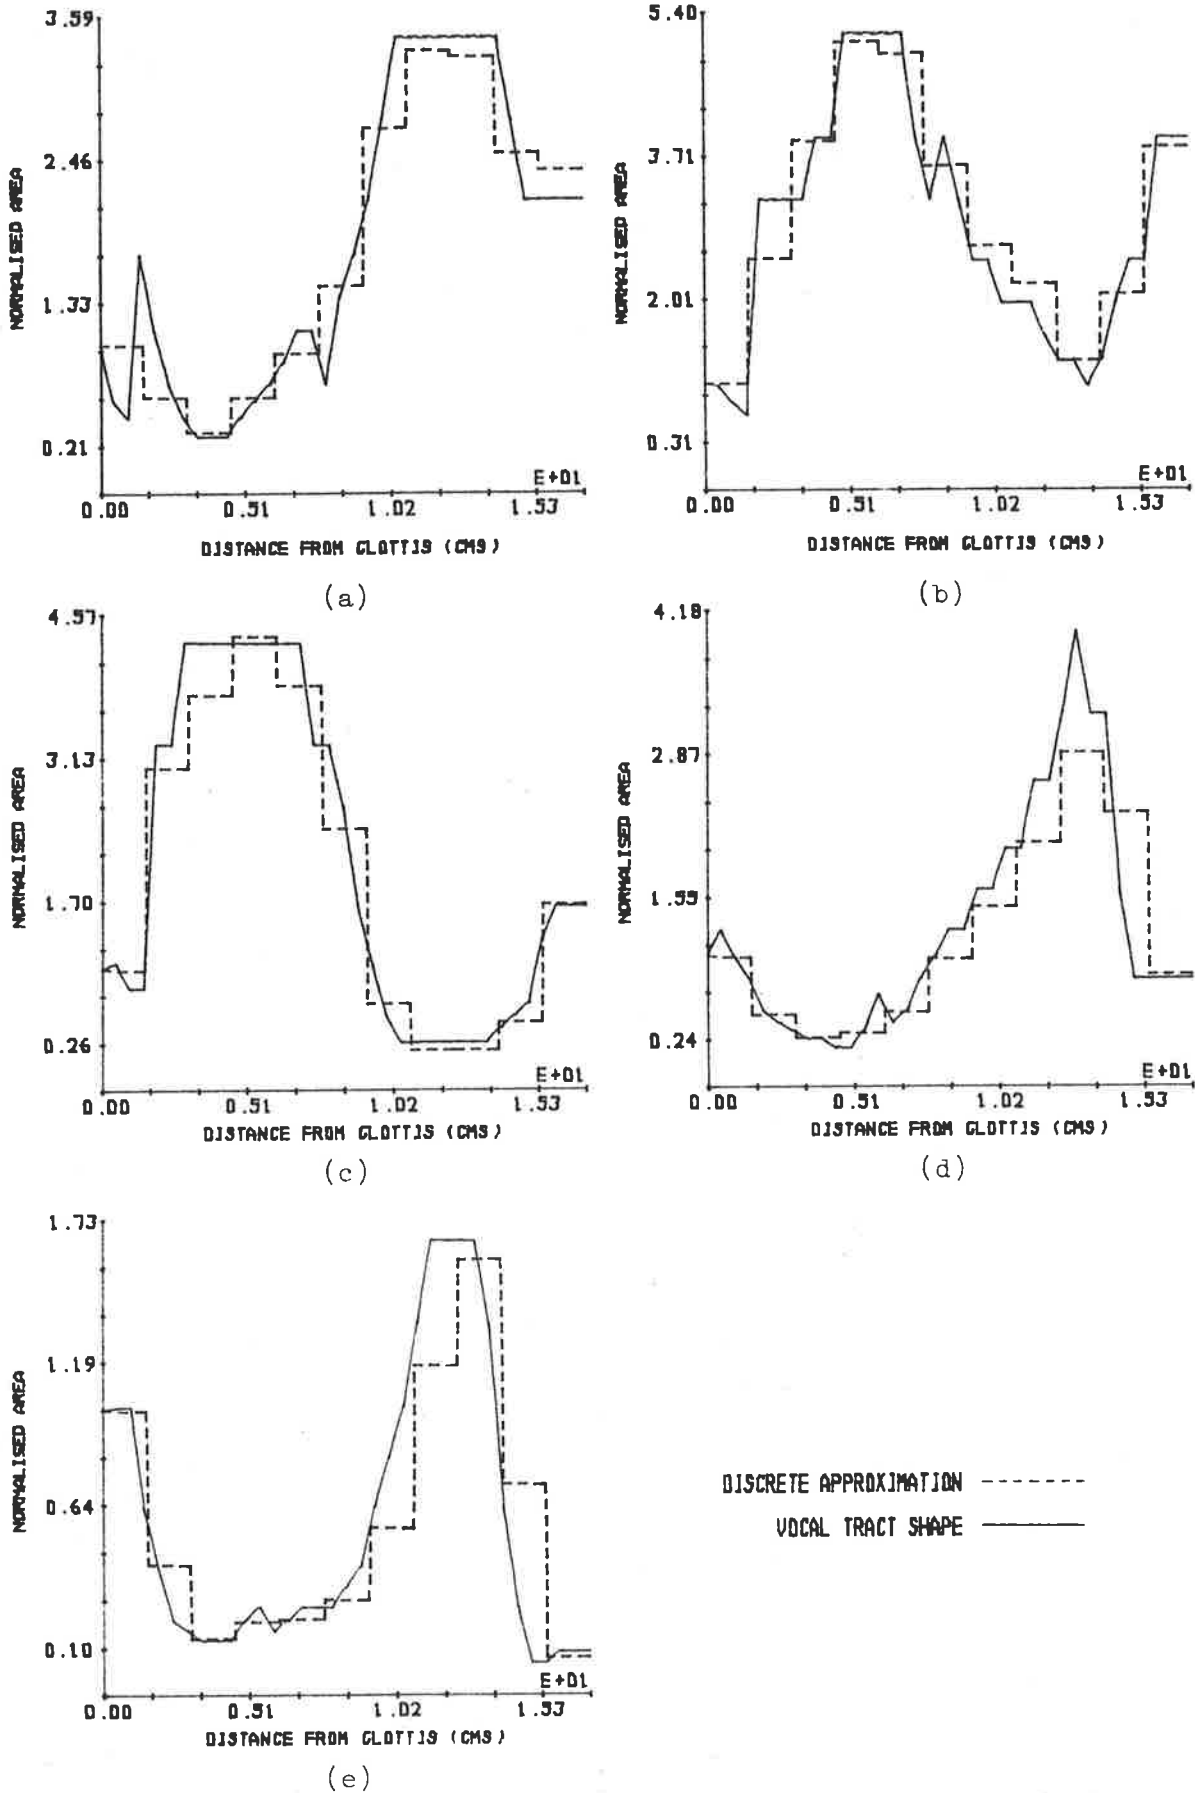 3.59
2.46
1.33
0.21
NORMALISED AREA
E+01
0.00 0.51 1.02 1.53
DISTANCE FROM GLOTTIS (CMS)
(a)
5.40
3.71
2.01
0.31
NORMALISED AREA
E+01
0.00 0.51 1.02 1.53
DISTANCE FROM GLOTTIS (CMS)
(b)
4.57
3.13
1.70
0.26
NORMALISED AREA
E+01
0.00 0.51 1.02 1.53
DISTANCE FROM GLOTTIS (CMS)
(c)
4.18
2.87
1.55
0.24
NORMALISED AREA
E+01
0.00 0.51 1.02 1.53
DISTANCE FROM GLOTTIS (CMS)
(d)
1.73
1.19
0.64
0.10
NORMALISED AREA
E+01
0.00 0.51 1.02 1.53
DISTANCE FROM GLOTTIS (CMS)
(e)
DISCRETE APPROXIMATION
VOCAL TRACT SHAPE